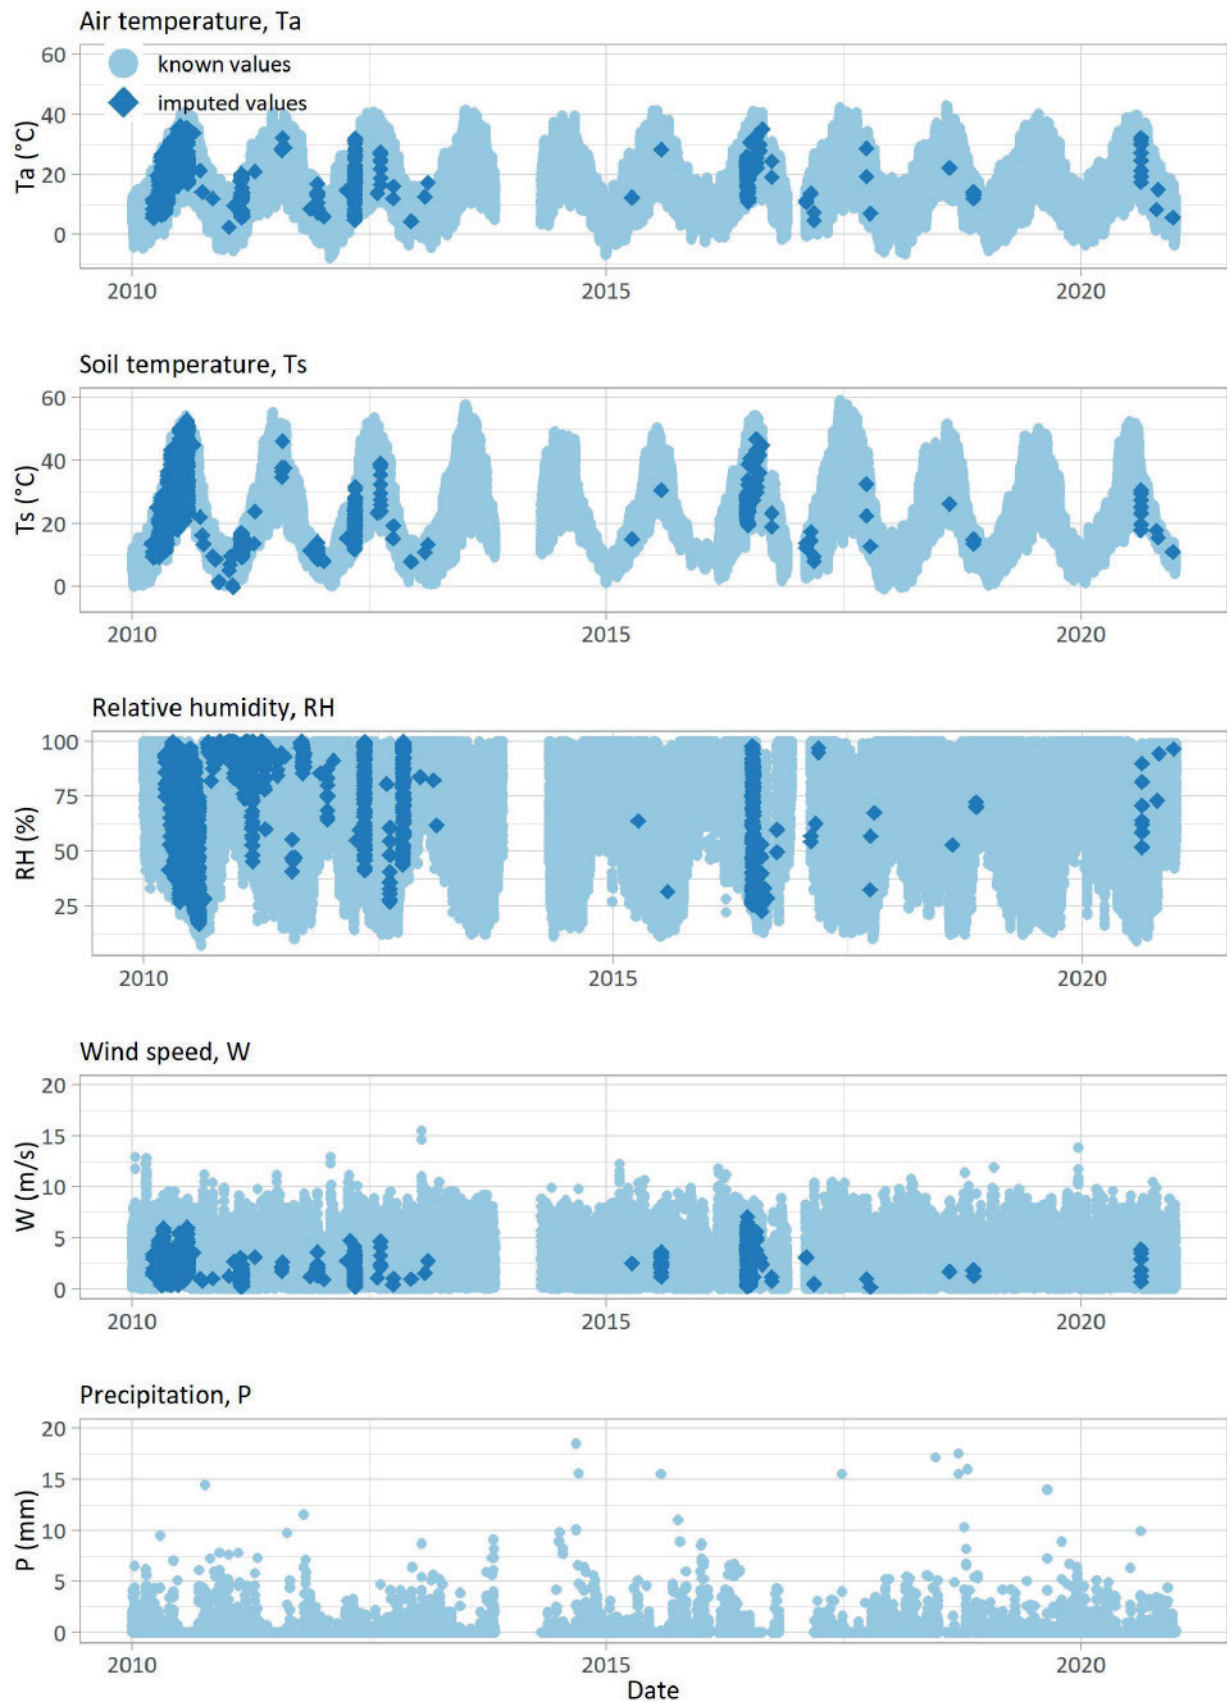 Air temperature, Ta
60
known values
imputed values
40
20
0
Ta (°C)
2010 2015 2020
Soil temperature, Ts
60
40
20
0
Ts (°C)
2010 2015 2020
Relative humidity, RH
100
75
50
25
RH (%)
2010 2015 2020
Wind speed, W
20
15
10
5
0
W (m/s)
2010 2015 2020
Precipitation, P
20
15
10
5
0
P (mm)
2010 2015 2020
Date